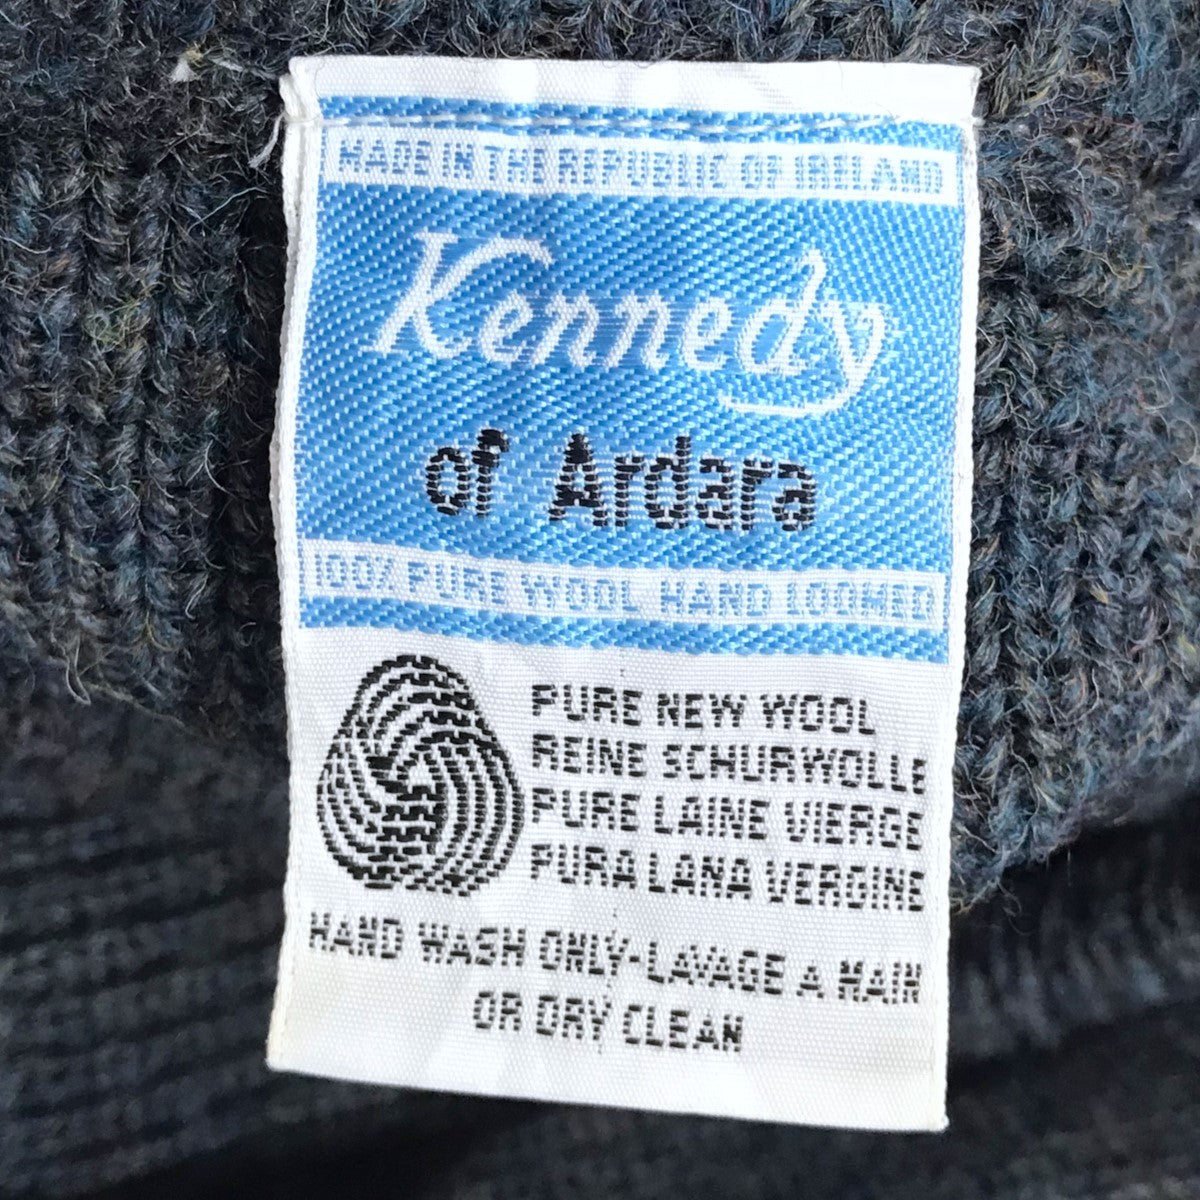 MADE IN THE REPUBLIC OF IRELAND
Kennedy
of Ardara
100% PURE WOOL HAND LOOMED
PURE NEW WOOL
REINE SCHURWOLLE
PURE LAINE VIERGE
PURA LANA VERGINE
HAND WASH ONLY-LAVAGE A MAIN
OR DRY CLEAN